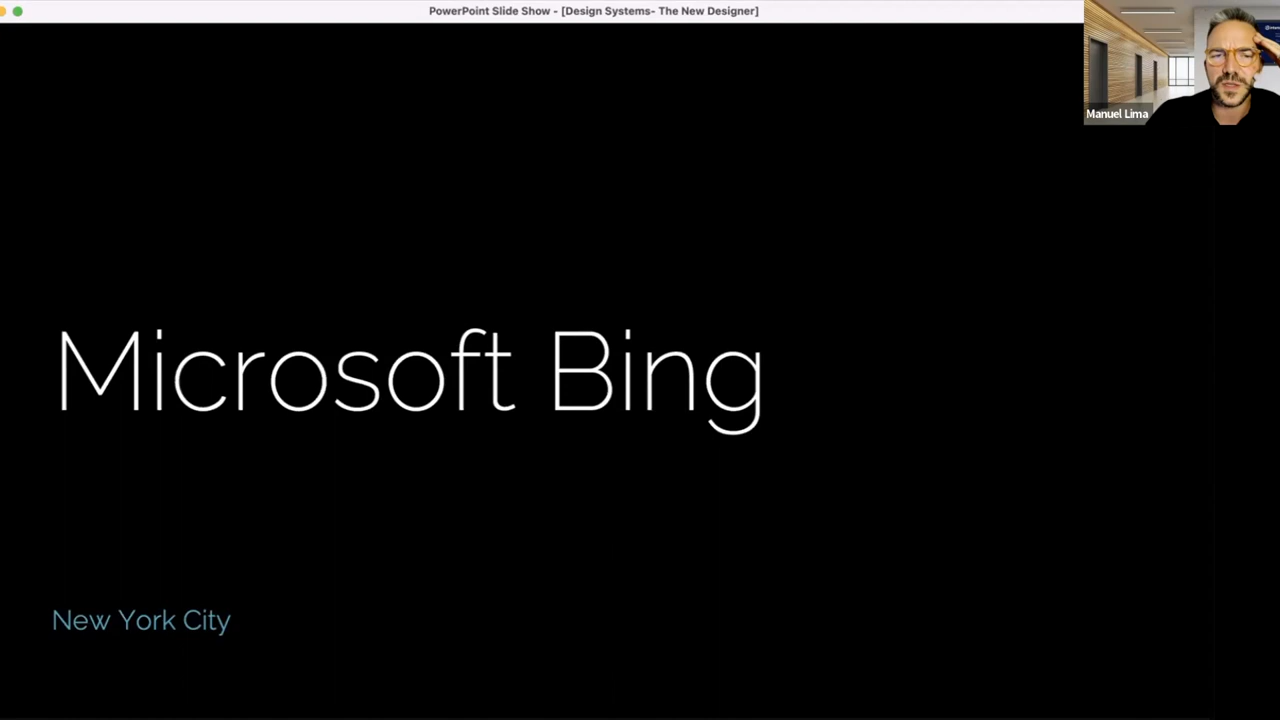 PowerPoint Slide Show - [Design Systems- The New Designer]
Manuel Lima
Microsoft Bing
New York City